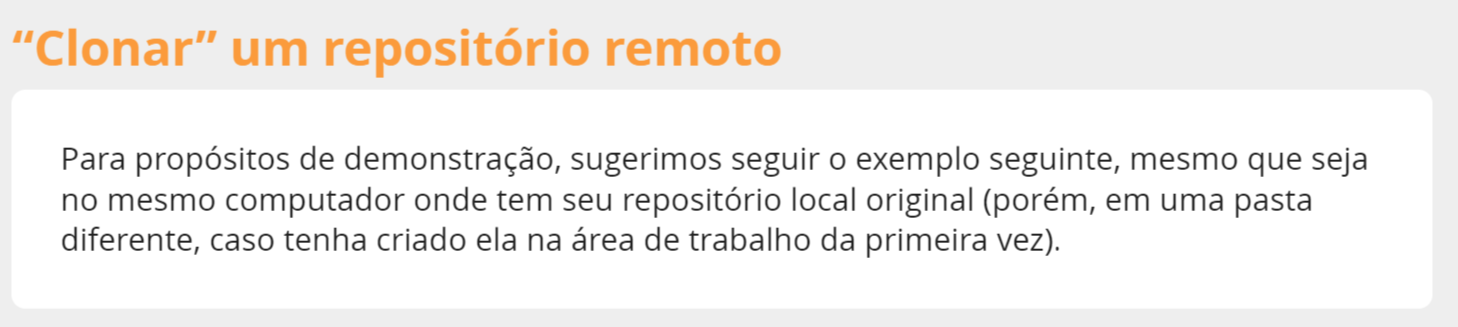 “Clonar” um repositório remoto
Para propósitos de demonstração, sugerimos seguir o exemplo seguinte, mesmo que seja
no mesmo computador onde tem seu repositório local original (porém, em uma pasta
diferente, caso tenha criado ela na área de trabalho da primeira vez).